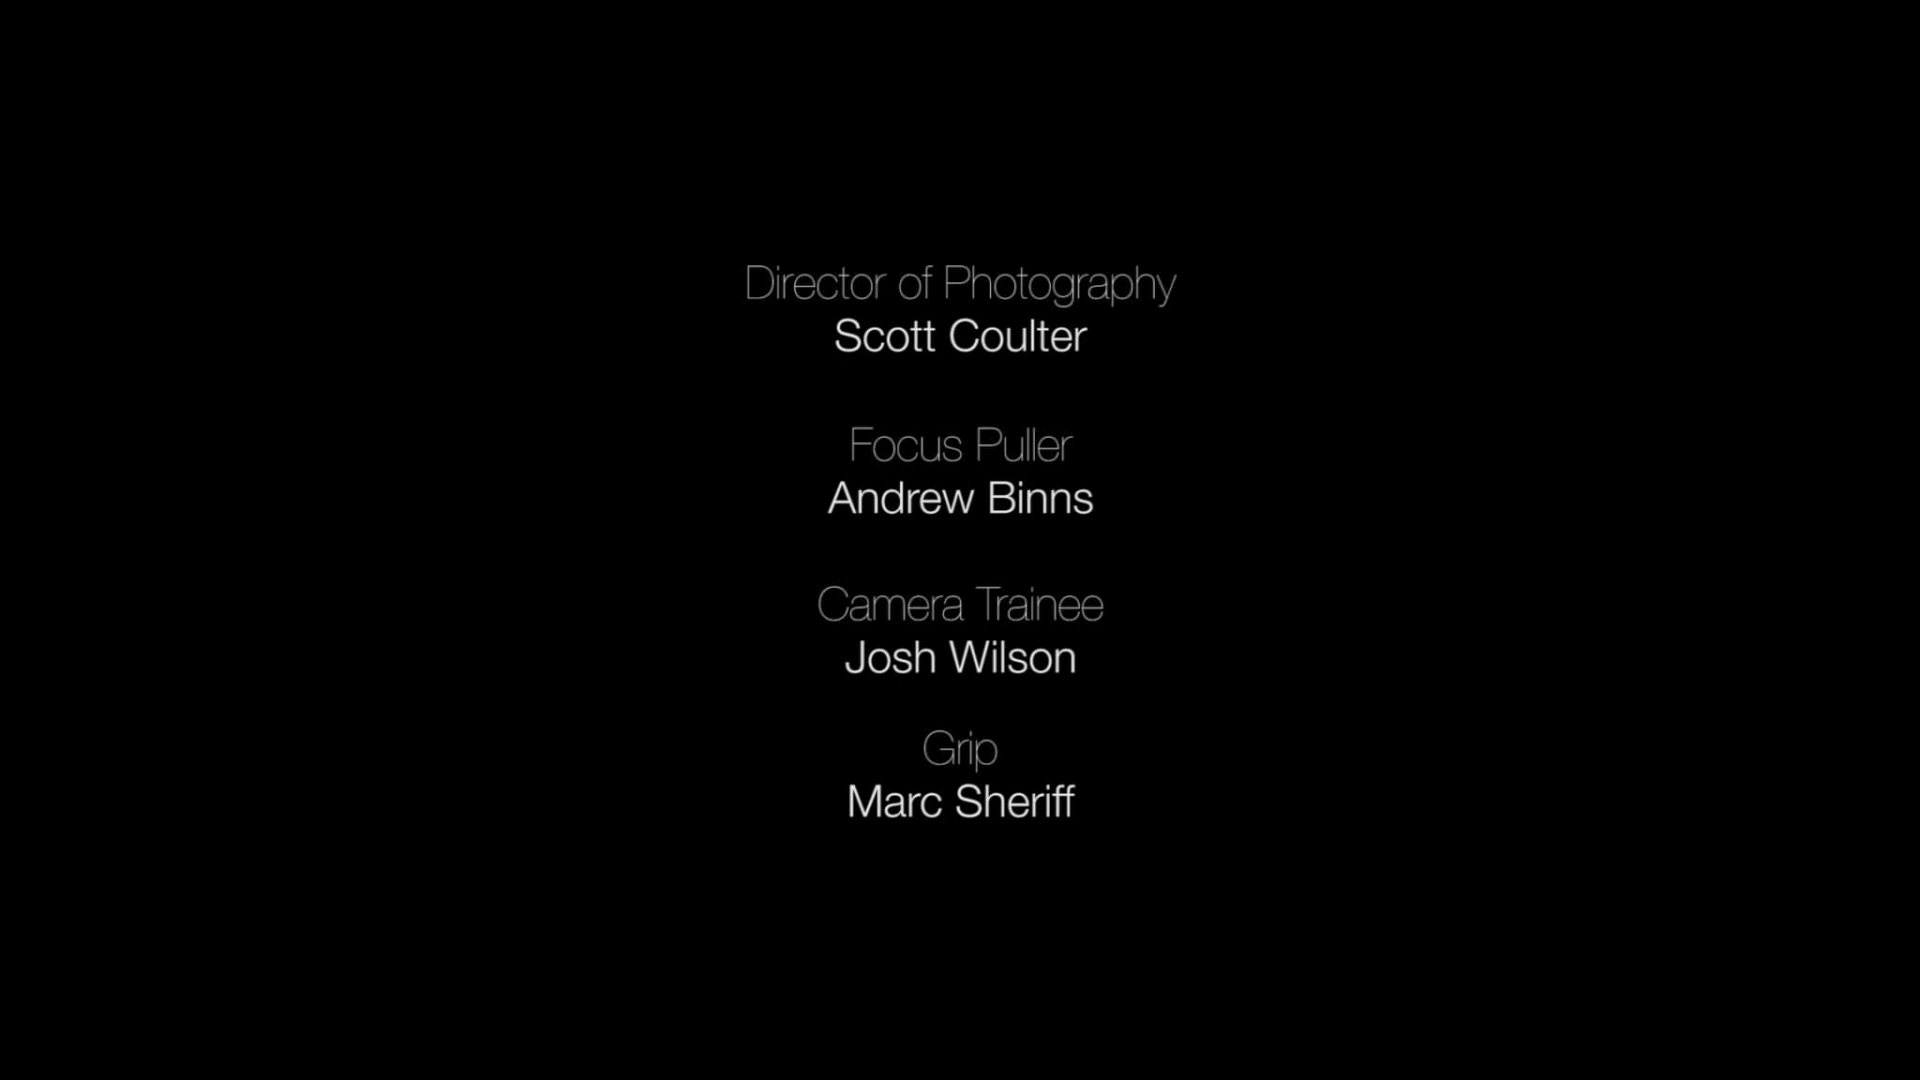 Director of Photography
Scott Coulter
Focus Puller
Andrew Binns
Camera Trainee
Josh Wilson
Grip
Marc Sheriff